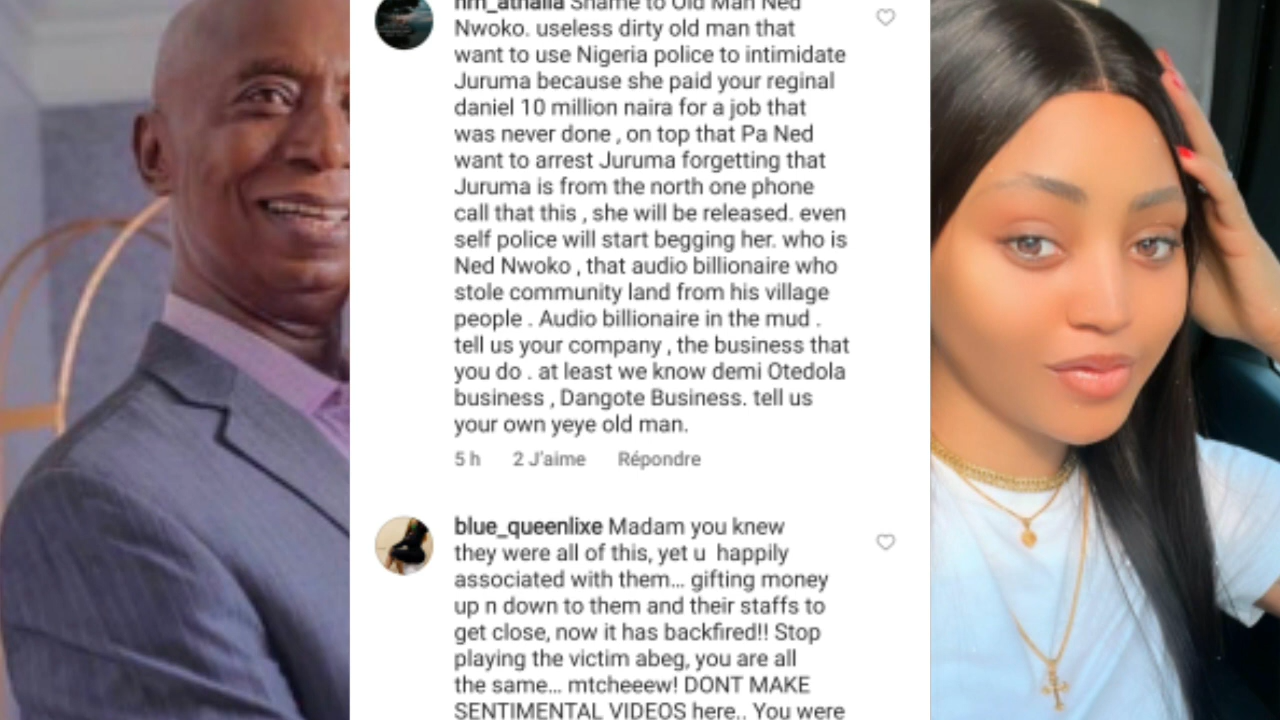 nm_athalia Shame to Old Man Ned
Nwoko. useless dirty old man that
want to use Nigeria police to intimidate
Juruma because she paid your reginal
daniel 10 million naira for a job that
was never done , on top that Pa Ned
want to arrest Juruma forgetting that
Juruma is from the north one phone
call that this , she will be released. even
self police will start begging her. who is
Ned Nwoko , that audio billionaire who
stole community land from his village
people . Audio billionaire in the mud .
tell us your company , the business that
you do . at least we know demi Otedola
business , Dangote Business. tell us
your own yeye old man.
5 h 2 J'aime Répondre
blue_queenlixe Madam you knew
they were all of this, yet u happily
associated with them... gifting money
up n down to them and their staffs to
get close, now it has backfired!! Stop
playing the victim abeg, you are all
the same... mtcheeew! DONT MAKE
SENTIMENTAL VIDEOS here.. You were